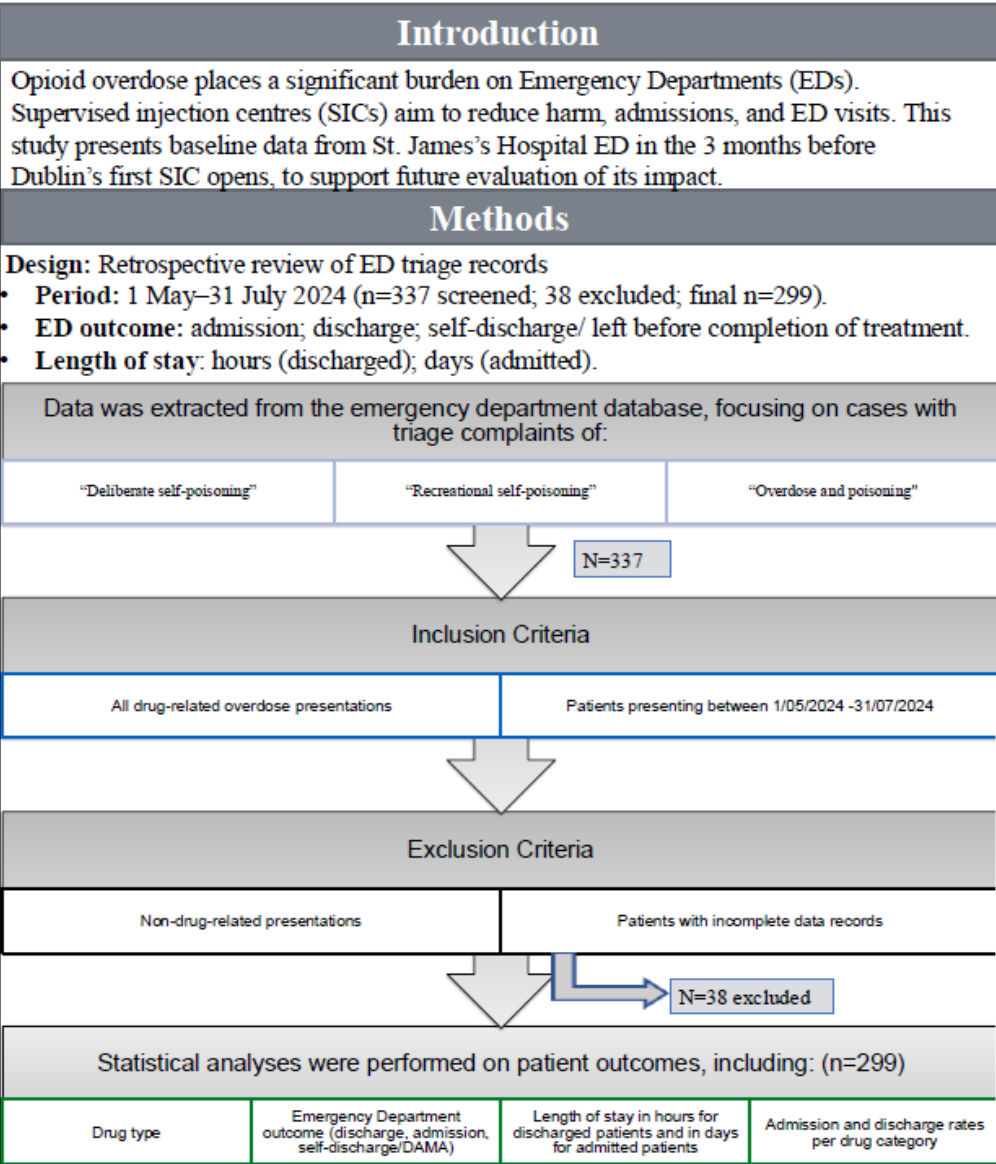 Introduction
Opioid overdose places a significant burden on Emergency Departments (EDs).
Supervised injection centres (SICs) aim to reduce harm, admissions, and ED visits. This
study presents baseline data from St. James’s Hospital ED in the 3 months before
Dublin’s first SIC opens, to support future evaluation of its impact.
Methods
Design: Retrospective review of ED triage records
• Period: 1 May–31 July 2024 (n=337 screened; 38 excluded; final n=299).
• ED outcome: admission; discharge; self-discharge/ left before completion of treatment.
• Length of stay: hours (discharged); days (admitted).
Data was extracted from the emergency department database, focusing on cases with
triage complaints of:
“Deliberate self-poisoning”
“Recreational self-poisoning”
“Overdose and poisoning"
N=337
Inclusion Criteria
All drug-related overdose presentations
Patients presenting between 1/05/2024 -31/07/2024
Exclusion Criteria
Non-drug-related presentations
Patients with incomplete data records
N=38 excluded
Statistical analyses were performed on patient outcomes, including: (n=299)
Drug type
Emergency Department
outcome (discharge, admission,
self-discharge/DAMA)
Length of stay in hours for
discharged patients and in days
for admitted patients
Admission and discharge rates
per drug category